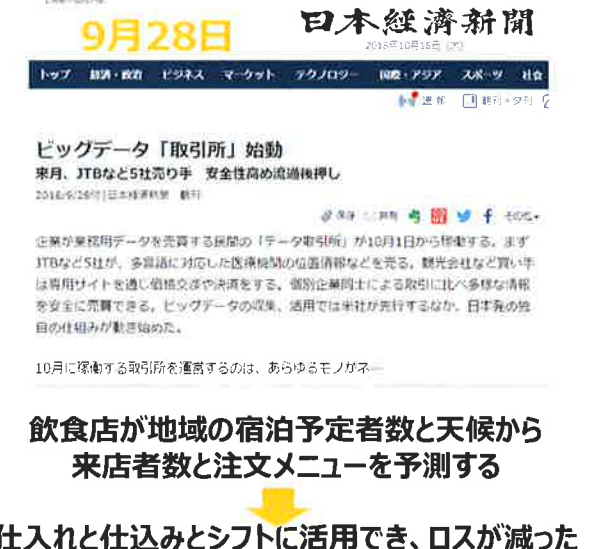 9月28日
日本経済新聞
2018年10月16日 (火)
トップ 経済・政治 ビジネス マーケット テクノロジー 国際・アジア スポーツ 社会
速報 朝刊・夕刊
ビッグデータ「取引所」始動
来月、JTBなど5社売り手 安全性高め流通後押し
2018/9/28付|日本経済新聞 朝刊
保存 共有 その他
企業が業務用データを売買する民間の「データ取引所」が10月1日から稼働する。まず
JTBなど5社が、多言語に対応した医療機関の位置情報などを売る。観光会社など買い手
は専用サイトを通じ価格交渉や決済をする。個別企業同士による取引に比べ多様な情報
を安全に売買できる。ビッグデータの収集、活用では米社が先行するなか、日本発の独
自の仕組みが動き始めた。
10月に稼働する取引所を運営するのは、あらゆるモノがネ
飲食店が地域の宿泊予定者数と天候から
来店者数と注文メニューを予測する
仕入れと仕込みとシフトに活用でき、ロスが減った